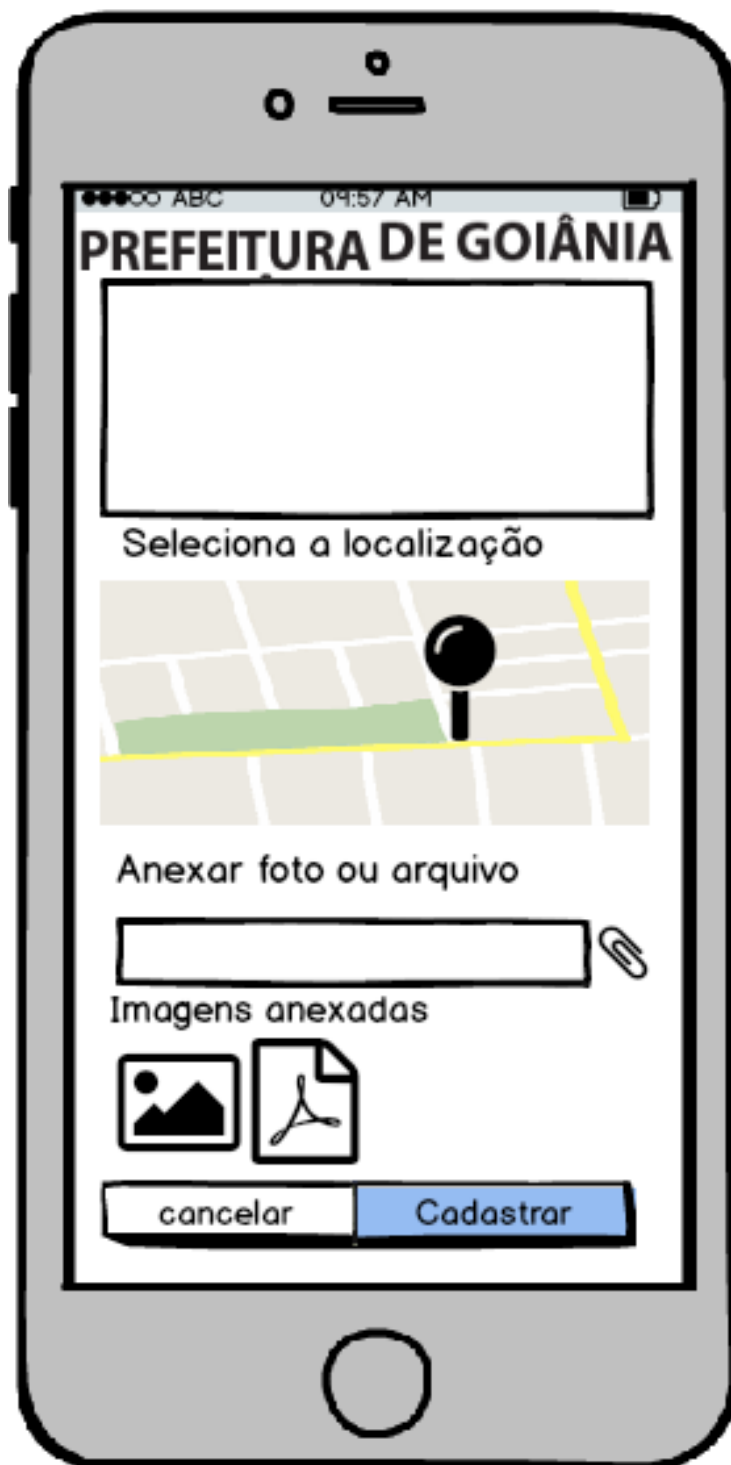 ABC 09:57 AM
PREFEITURA DE GOIÂNIA
Seleciona a localização
Anexar foto ou arquivo
Imagens anexadas
cancelar Cadastrar